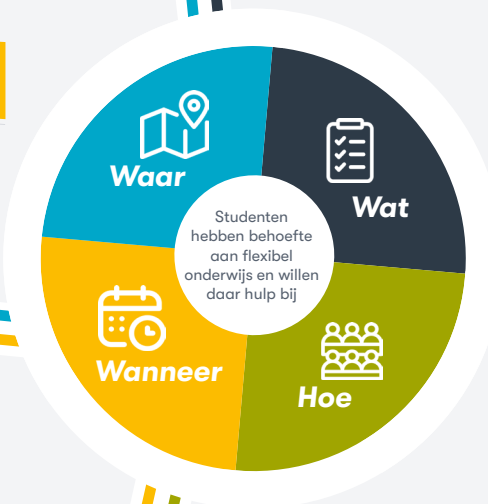 Waar
Wat
Studenten
hebben behoefte
aan flexibel
onderwijs en willen
daar hulp bij
Wanneer
Hoe